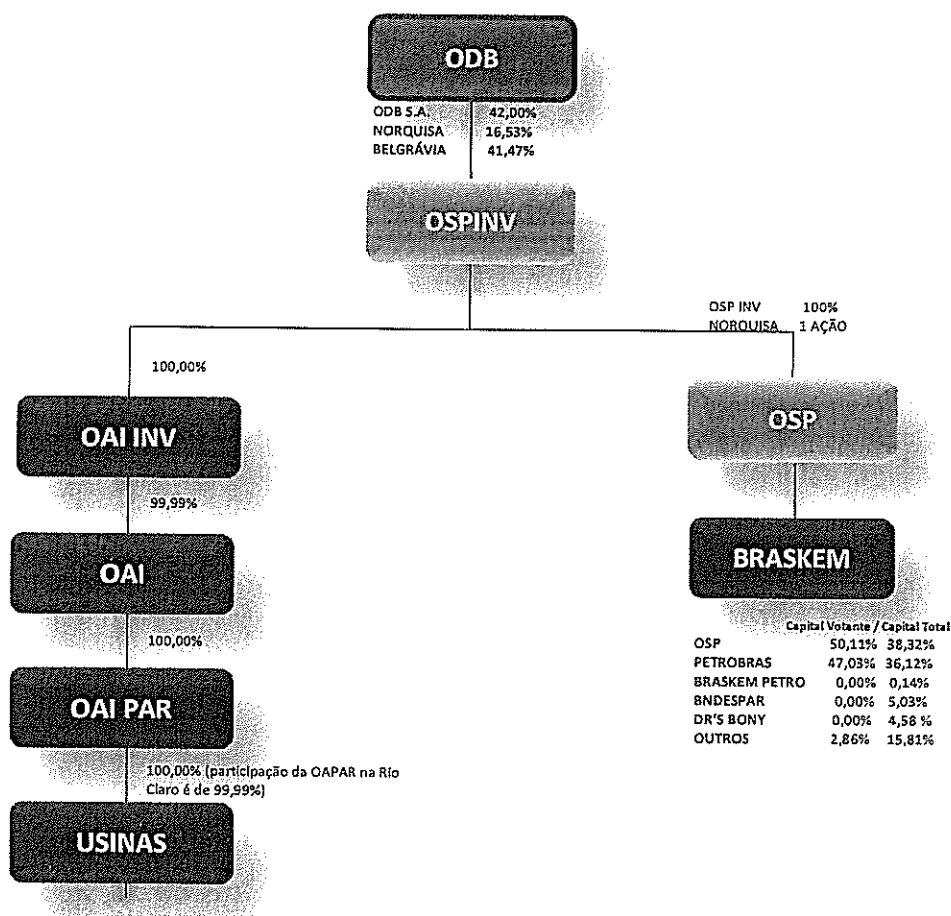 ODB
ODB S.A. 42,00%
NORQUISA 16,53%
BELGRÁVIA 41,47%
OSPINV
OSP INV 100%
NORQUISA 1 AÇÃO
100,00%
OAI INV
OSP
99,99%
OAI
BRASKEM
100,00%
Capital Votante / Capital Total
OSP 50,11% 38,32%
PETROBRAS 47,03% 36,12%
BRASKEM PETRO 0,00% 0,14%
BNDESPAR 0,00% 5,03%
DR'S BONY 0,00% 4,58 %
OUTROS 2,86% 15,81%
OAI PAR
100,00% (participação da OAPAR na Rio
Claro é de 99,99%)
USINAS